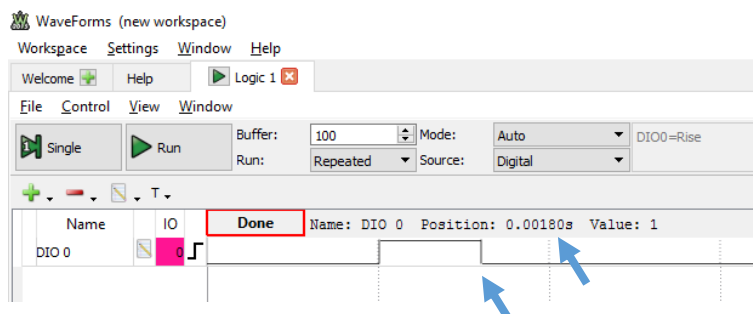 WaveForms (new workspace)
Workspace Settings Window Help
Welcome Help Logic 1
File Control View Window
Single Run Buffer: 100 Mode: Auto DIO0=Rise
Run: Repeated Source: Digital
T
Name IO Done Name: DIO 0 Position: 0.00180s Value: 1
DIO 0 0